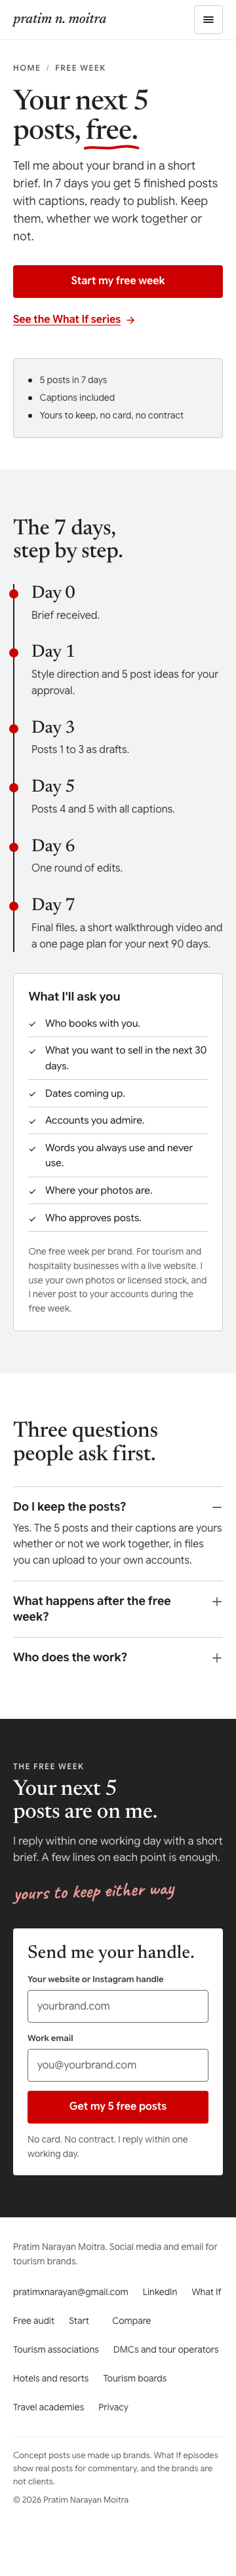 pratim n. moitra
HOME / FREE WEEK
Your next 5
posts, free.
Tell me about your brand in a short
brief. In 7 days you get 5 finished posts
with captions, ready to publish. Keep
them, whether we work together or
not.
Start my free week
See the What If series →
5 posts in 7 days
Captions included
Yours to keep, no card, no contract
The 7 days,
step by step.
Day 0
Brief received.
Day 1
Style direction and 5 post ideas for your
approval.
Day 3
Posts 1 to 3 as drafts.
Day 5
Posts 4 and 5 with all captions.
Day 6
One round of edits.
Day 7
Final files, a short walkthrough video and
a one page plan for your next 90 days.
What I'll ask you
Who books with you.
What you want to sell in the next 30
days.
Dates coming up.
Accounts you admire.
Words you always use and never
use.
Where your photos are.
Who approves posts.
One free week per brand. For tourism and
hospitality businesses with a live website. I
use your own photos or licensed stock, and
I never post to your accounts during the
free week.
Three questions
people ask first.
Do I keep the posts?
Yes. The 5 posts and their captions are yours
whether or not we work together, in files
you can upload to your own accounts.
What happens after the free
week?
Who does the work?
THE FREE WEEK
Your next 5
posts are on me.
I reply within one working day with a short
brief. A few lines on each point is enough.
yours to keep either way
Send me your handle.
Your website or Instagram handle
yourbrand.com
Work email
you@yourbrand.com
Get my 5 free posts
No card. No contract. I reply within one
working day.
Pratim Narayan Moitra. Social media and email for
tourism brands.
pratimxnarayan@gmail.com LinkedIn What If
Free audit Start Compare
Tourism associations DMCs and tour operators
Hotels and resorts Tourism boards
Travel academies Privacy
Concept posts use made up brands. What If episodes
show real posts for commentary, and the brands are
not clients.
© 2026 Pratim Narayan Moitra